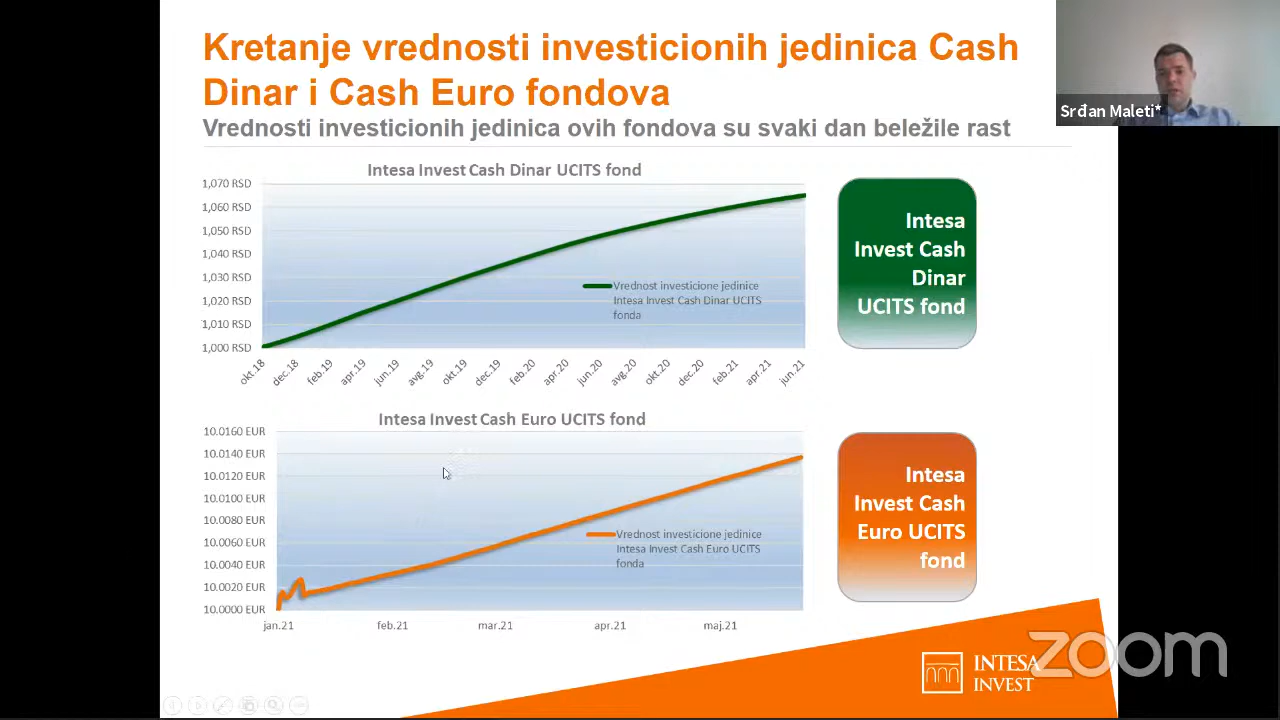 Kretanje vrednosti investicionih jedinica Cash
Dinar i Cash Euro fondova
Vrednosti investicionih jedinica ovih fondova su svaki dan beležile rast
Srđan Maleti*
Intesa Invest Cash Dinar UCITS fond
1,070 RSD
1,060 RSD
1,050 RSD
1,040 RSD
1,030 RSD
1,020 RSD
1,010 RSD
1,000 RSD
Vrednost investicione jedinice
Intesa Invest Cash Dinar UCITS
fonda
okt.18
dec.18
feb.19
apr.19
jun.19
avg.19
okt.19
dec.19
feb.20
apr.20
jun.20
avg.20
okt.20
dec.20
feb.21
apr.21
jun.21
Intesa
Invest Cash
Dinar
UCITS fond
Intesa Invest Cash Euro UCITS fond
10.0160 EUR
10.0140 EUR
10.0120 EUR
10.0100 EUR
10.0080 EUR
10.0060 EUR
10.0040 EUR
10.0020 EUR
10.0000 EUR
Vrednost investicione jedinice
Intesa Invest Cash Euro UCITS
fonda
jan.21
feb.21
mar.21
apr.21
maj.21
Intesa
Invest Cash
Euro UCITS
fond
INTESA
INVEST
zoom